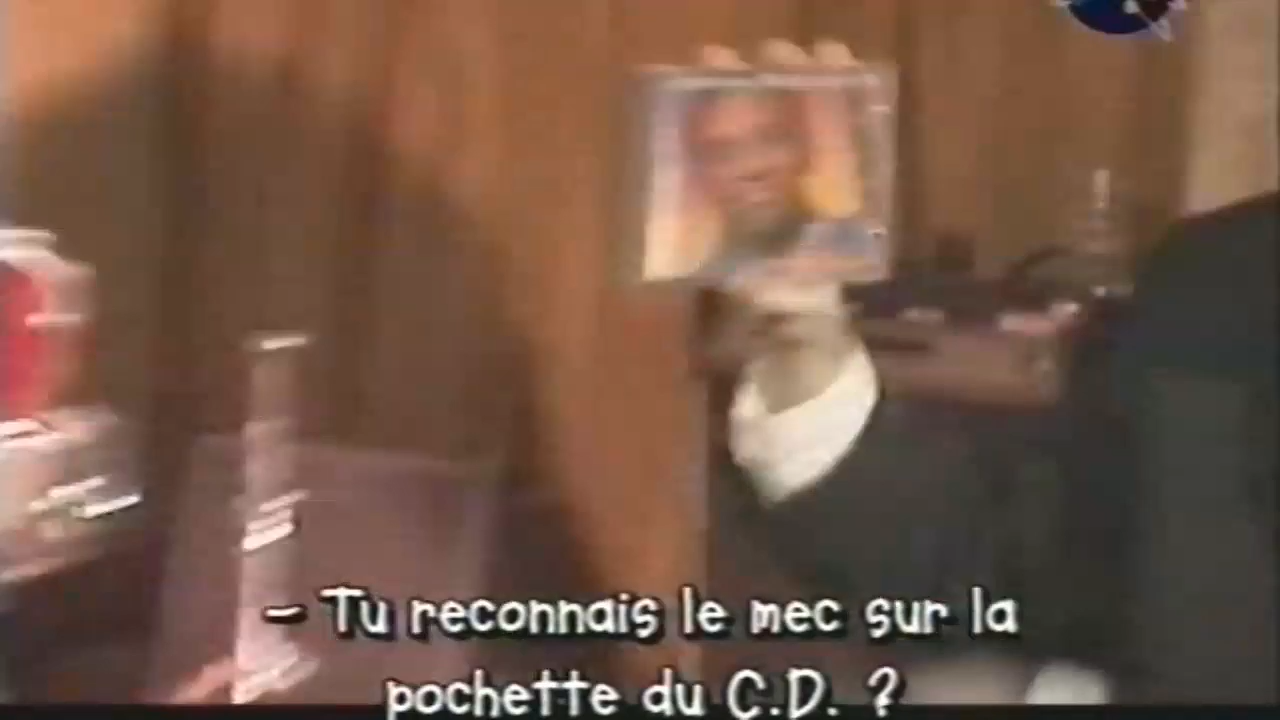 – Tu reconnais le mec sur la
pochette du C.D. ?